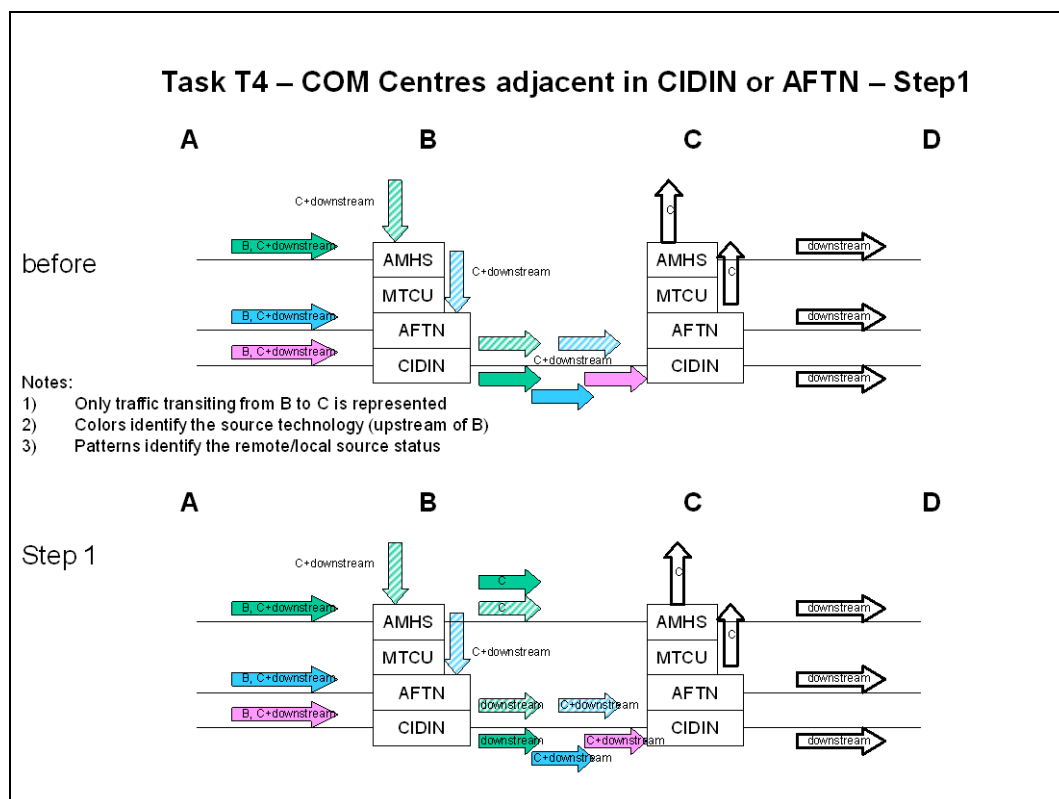 Task T4 – COM Centres adjacent in CIDIN or AFTN – Step1
A B C D
C+downstream
C
before
B, C+downstream
AMHS
C+downstream
AMHS
C
downstream
MTCU
MTCU
B, C+downstream
AFTN
AFTN
downstream
B, C+downstream
C+downstream
CIDIN
CIDIN
downstream
Notes:
1) Only traffic transiting from B to C is represented
2) Colors identify the source technology (upstream of B)
3) Patterns identify the remote/local source status
A B C D
Step 1
C+downstream
C
C
C
B, C+downstream
AMHS
C+downstream
AMHS
C
downstream
MTCU
MTCU
B, C+downstream
AFTN
AFTN
downstream
downstream
C+downstream
B, C+downstream
CIDIN
CIDIN
downstream
C+downstream
C+downstream
downstream